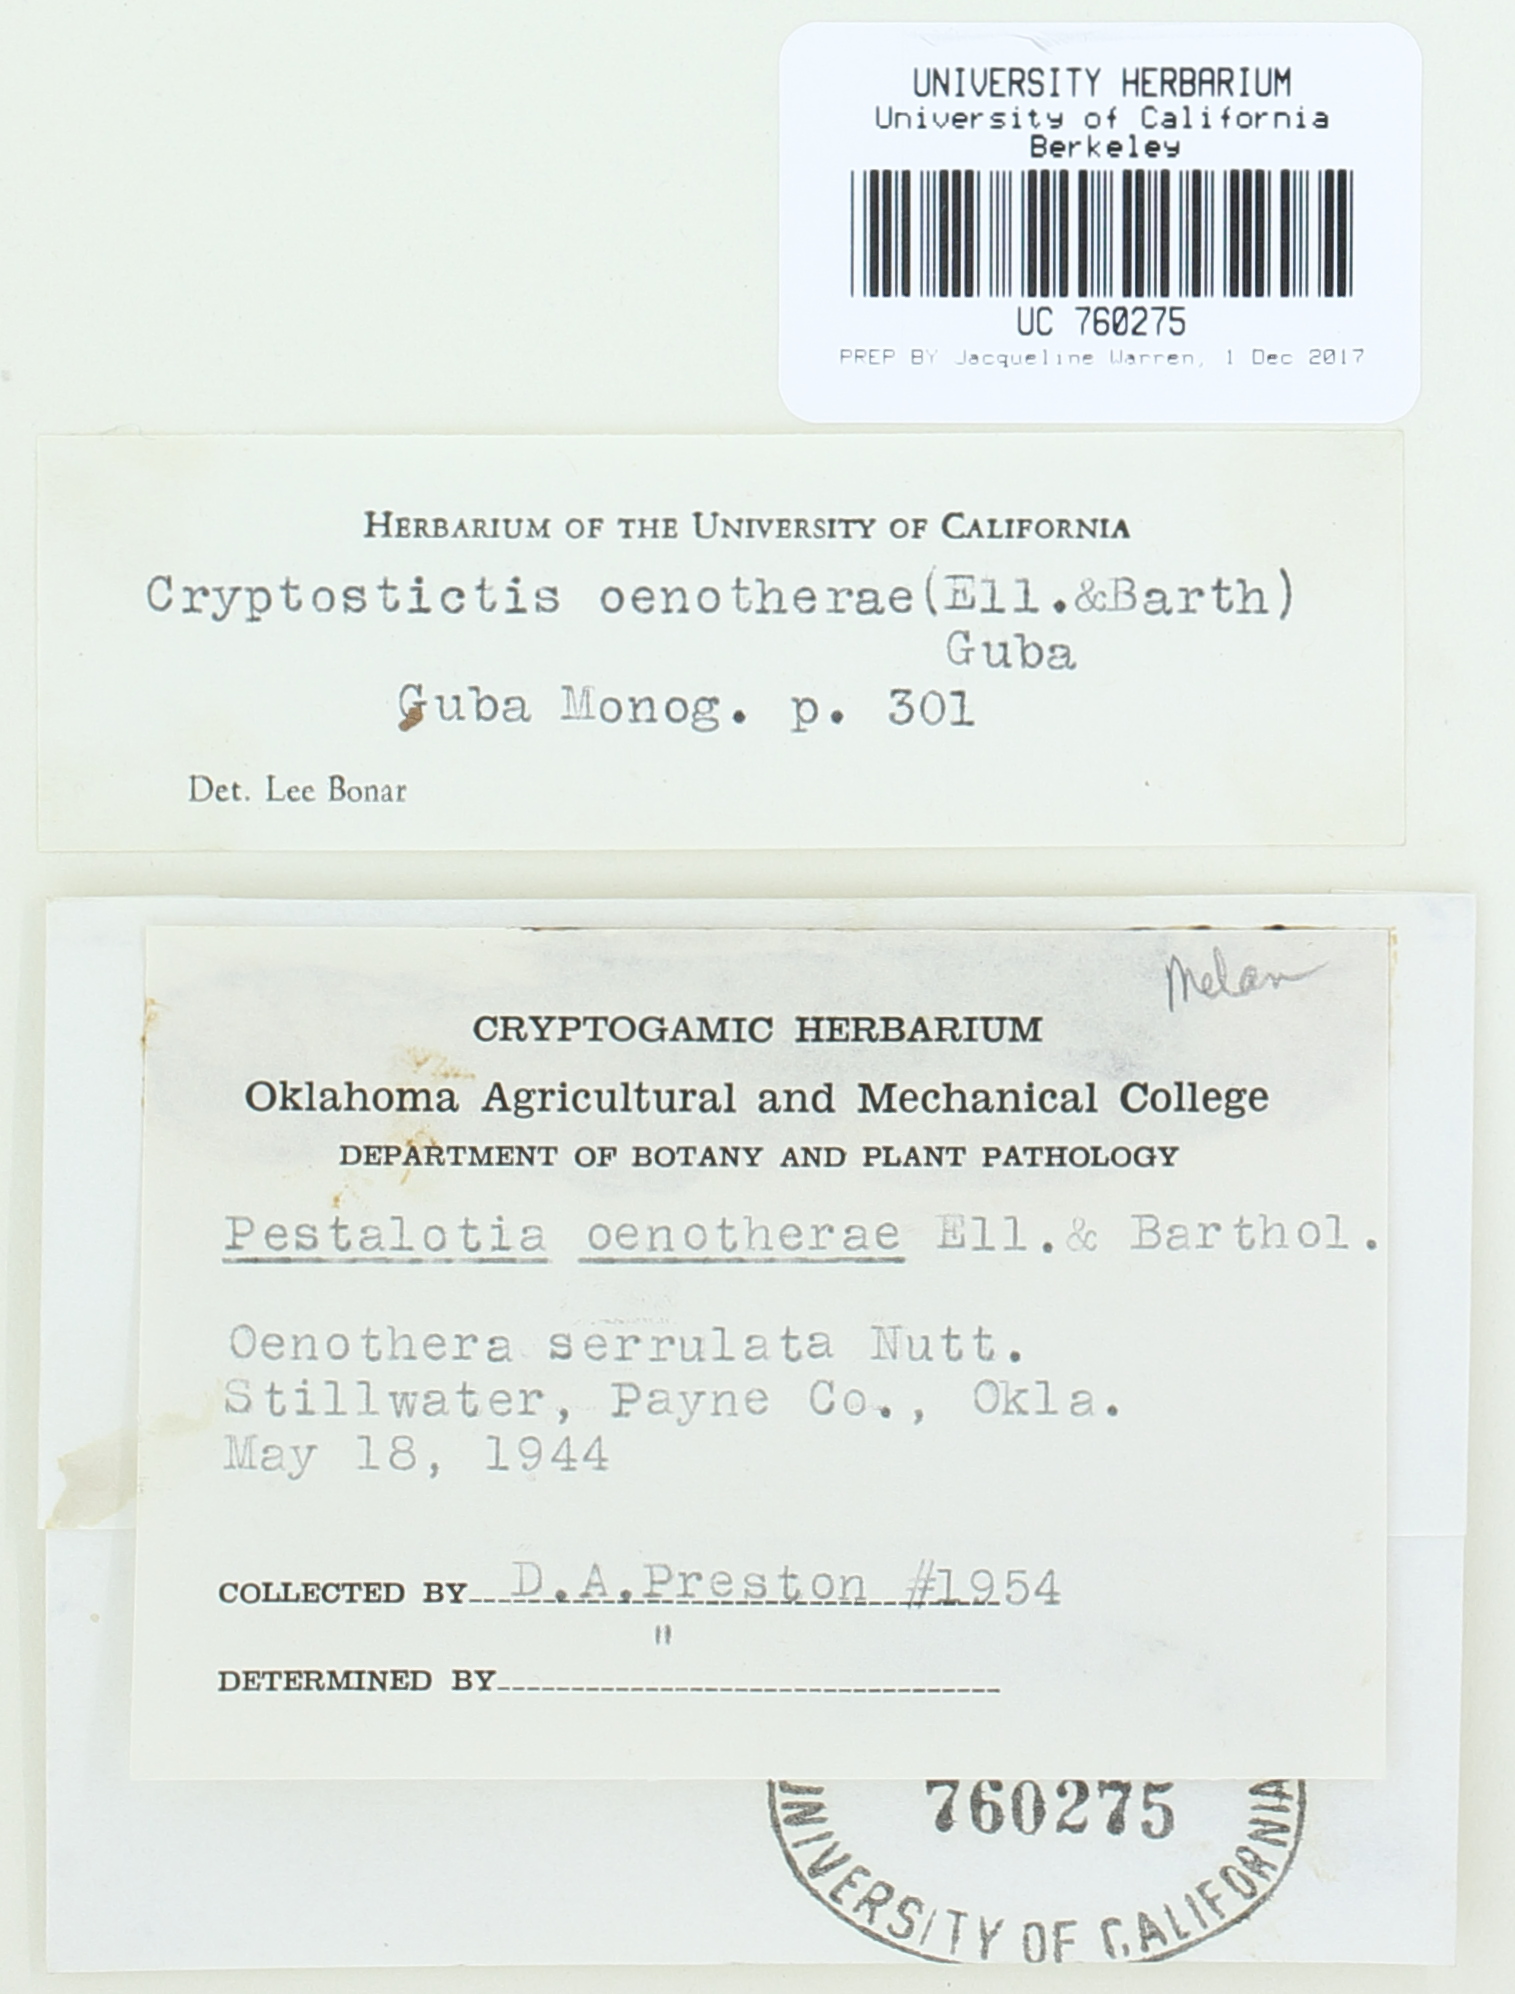 UNIVERSITY HERBARIUM
University of California
Berkeley
UC 760275
PREP BY Jacqueline Warren, 1 Dec 2017
HERBARIUM OF THE UNIVERSITY OF CALIFORNIA
Cryptostictis oenotherae(Ell.&Barth)
Guba
Guba Monog. p. 301
Det. Lee Bonar
Melan
CRYPTOGAMIC HERBARIUM
Oklahoma Agricultural and Mechanical College
DEPARTMENT OF BOTANY AND PLANT PATHOLOGY
Pestalotia oenotherae Ell.& Barthol.
Oenothera serrulata Nutt.
Stillwater, Payne Co., Okla.
May 18, 1944
COLLECTED BY D.A.Preston #1954
"
DETERMINED BY
760275
UNIVERSITY OF CALIFORNIA